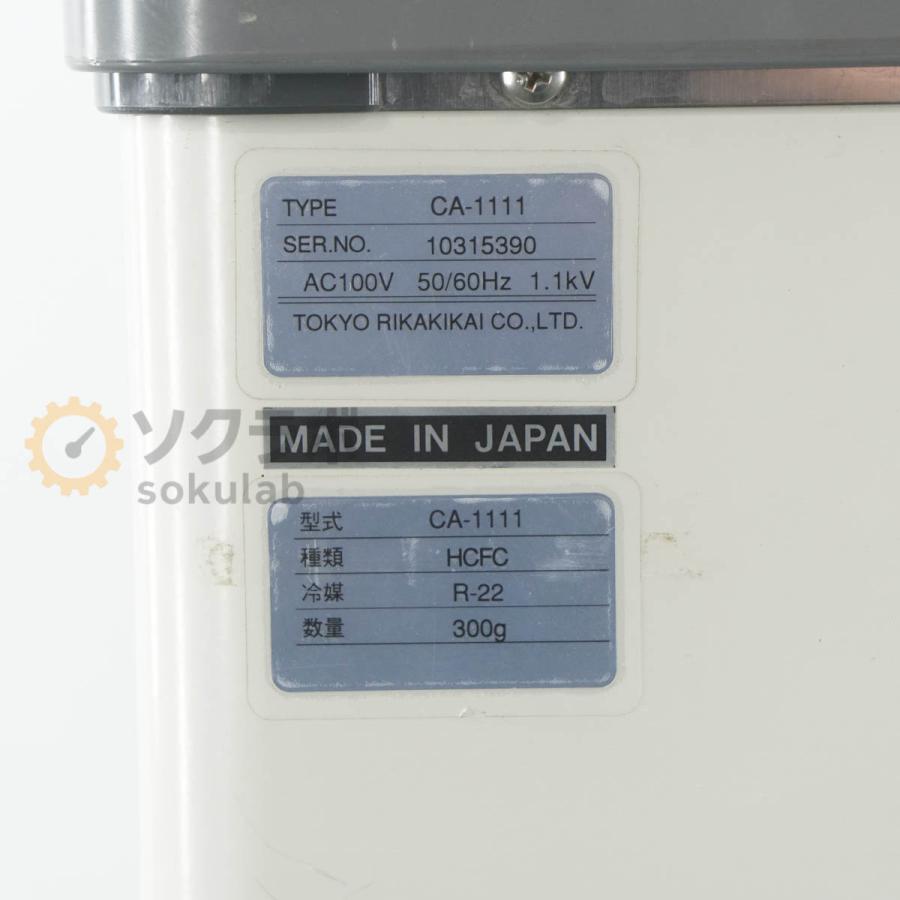 TYPE CA-1111
SER.NO. 10315390
AC100V 50/60Hz 1.1kV
TOKYO RIKAKIKAI CO.,LTD.
ソクラボ
sokulab
MADE IN JAPAN
型式 CA-1111
種類 HCFC
冷媒 R-22
数量 300g